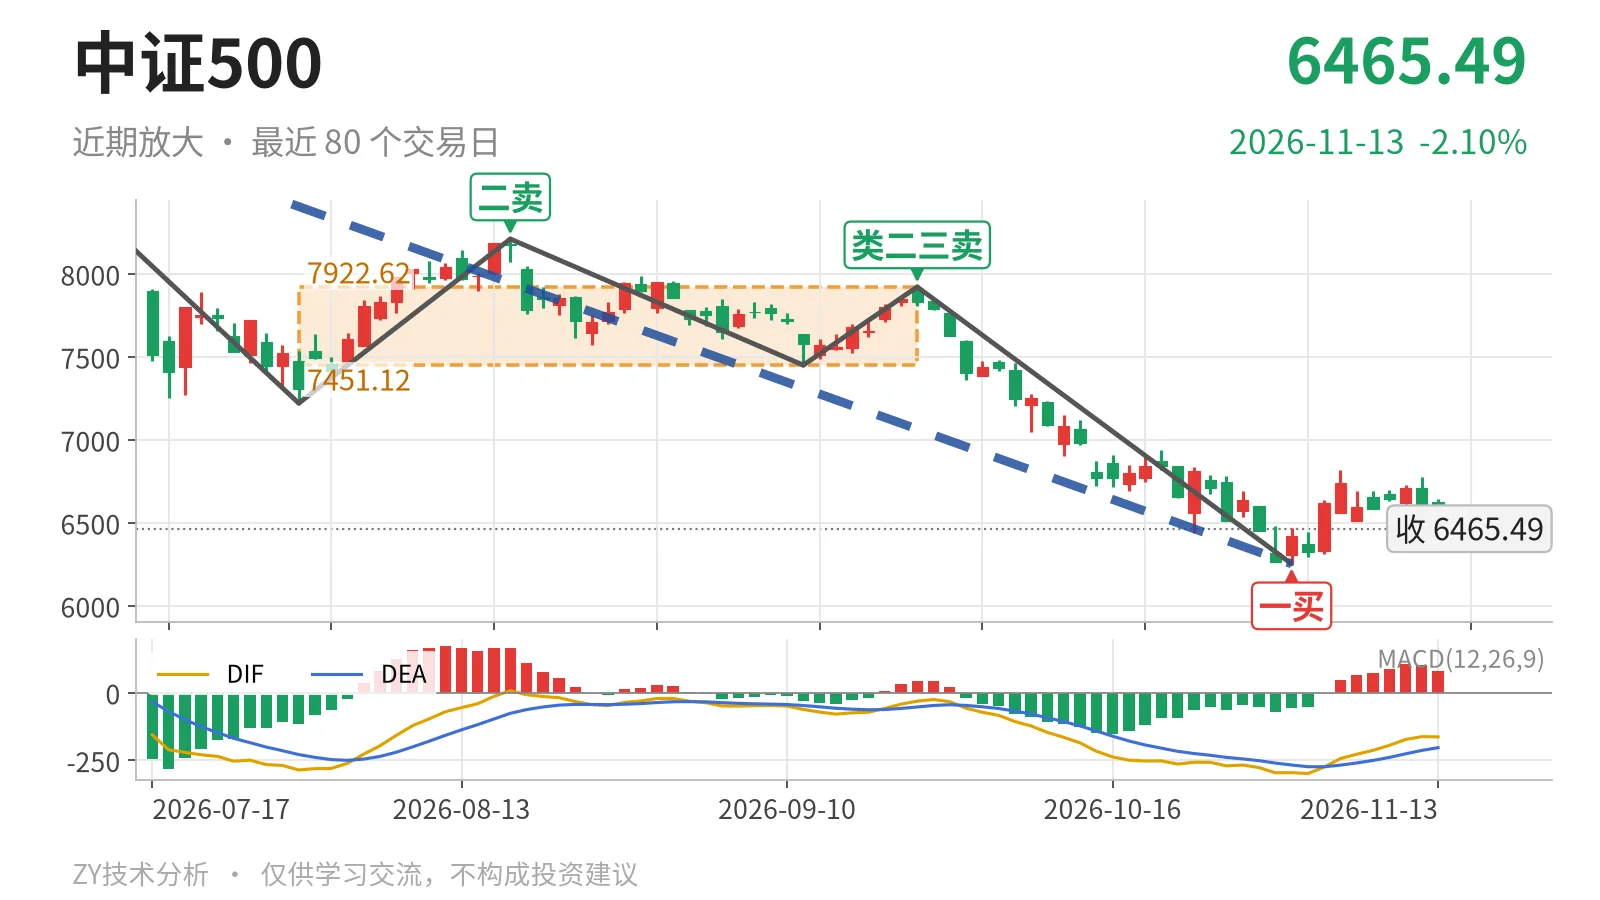 中证500
6465.49
近期放大 · 最近 80 个交易日
2026-11-13 -2.10%
二卖
类二三卖
7922.62
7451.12
8000
7500
7000
6500
6000
收 6465.49
一买
DIF
DEA
MACD(12,26,9)
0
-250
2026-07-17
2026-08-13
2026-09-10
2026-10-16
2026-11-13
ZY技术分析 · 仅供学习交流，不构成投资建议